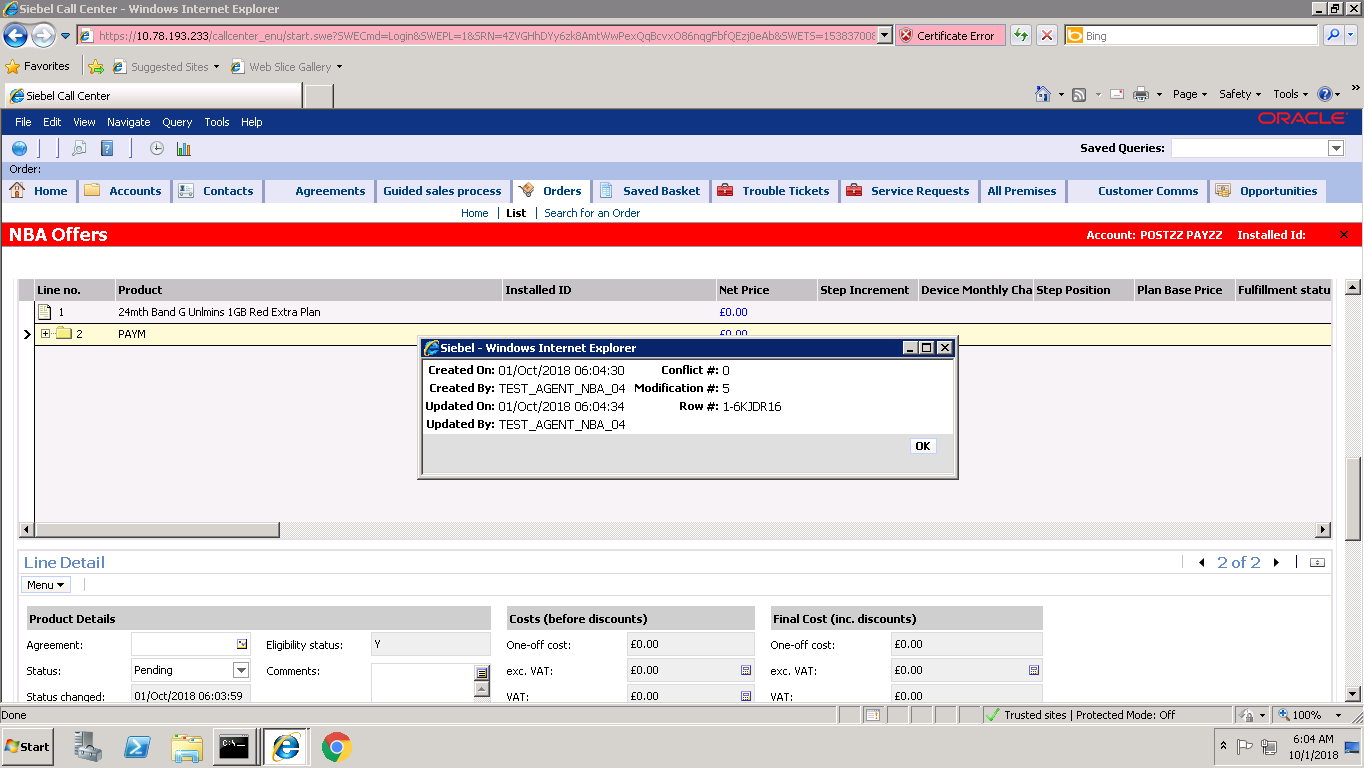 Siebel Call Center - Windows Internet Explorer
https://10.78.193.233/callcenter_enu/start.swe?SWECmd=Login&SWEPL=1&SRN=4ZVGHhDYy6zk8AmtWwPexQqBcvxO86nqgFbfQEzj0eAb&SWETS=153837008 Certificate Error Bing
Favorites Suggested Sites Web Slice Gallery
Siebel Call Center Page Safety Tools
File Edit View Navigate Query Tools Help ORACLE
Saved Queries:
Order:
Home Accounts Contacts Agreements Guided sales process Orders Saved Basket Trouble Tickets Service Requests All Premises Customer Comms Opportunities
Home List Search for an Order
NBA Offers Account: POSTZZ PAYZZ Installed Id:
Line no. Product Installed ID Net Price Step Increment Device Monthly Cha Step Position Plan Base Price Fulfillment statu
1 24mth Band G Unlmins 1GB Red Extra Plan £0.00
2 PAYM £0.00
Siebel - Windows Internet Explorer
Created On: 01/Oct/2018 06:04:30 Conflict #: 0
Created By: TEST_AGENT_NBA_04 Modification #: 5
Updated On: 01/Oct/2018 06:04:34 Row #: 1-6KJDR16
Updated By: TEST_AGENT_NBA_04
OK
Line Detail 2 of 2
Menu
Product Details Costs (before discounts) Final Cost (inc. discounts)
Agreement: Eligibility status: Y One-off cost: £0.00 One-off cost: £0.00
Status: Pending Comments: exc. VAT: £0.00 exc. VAT: £0.00
Status changed: 01/Oct/2018 06:03:59 VAT: £0.00 VAT: £0.00
Done Trusted sites | Protected Mode: Off 100%
Start 6:04 AM
10/1/2018